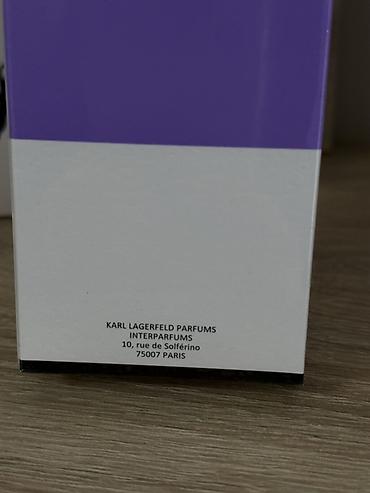 KARL LAGERFELD PARFUMS
INTERPARFUMS
10, rue de Solférino
75007 PARIS